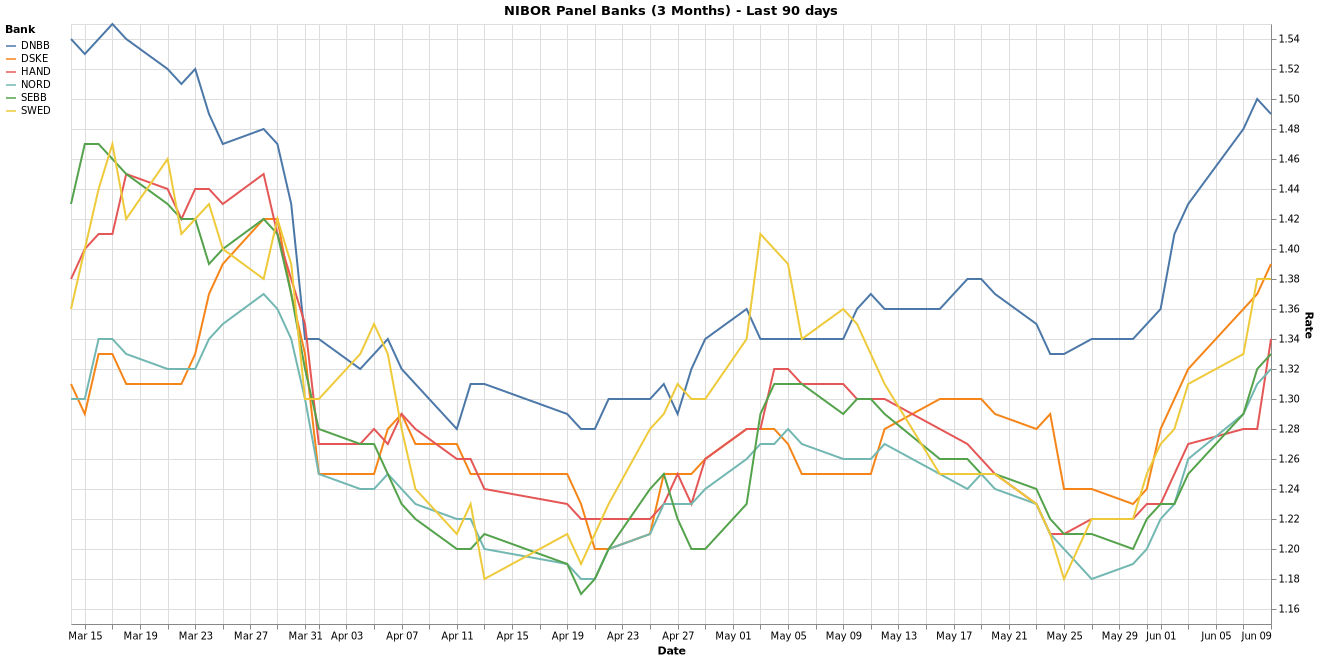 NIBOR Panel Banks (3 Months) - Last 90 days
Bank
DNBB
DSKE
HAND
NORD
SEBB
SWED
1.54
1.52
1.50
1.48
1.46
1.44
1.42
1.40
1.38
1.36
1.34
1.32
1.30
1.28
1.26
1.24
1.22
1.20
1.18
1.16
Rate
Mar 15 Mar 19 Mar 23 Mar 27 Mar 31 Apr 03 Apr 07 Apr 11 Apr 15 Apr 19 Apr 23 Apr 27 May 01 May 05 May 09 May 13 May 17 May 21 May 25 May 29 Jun 01 Jun 05 Jun 09
Date